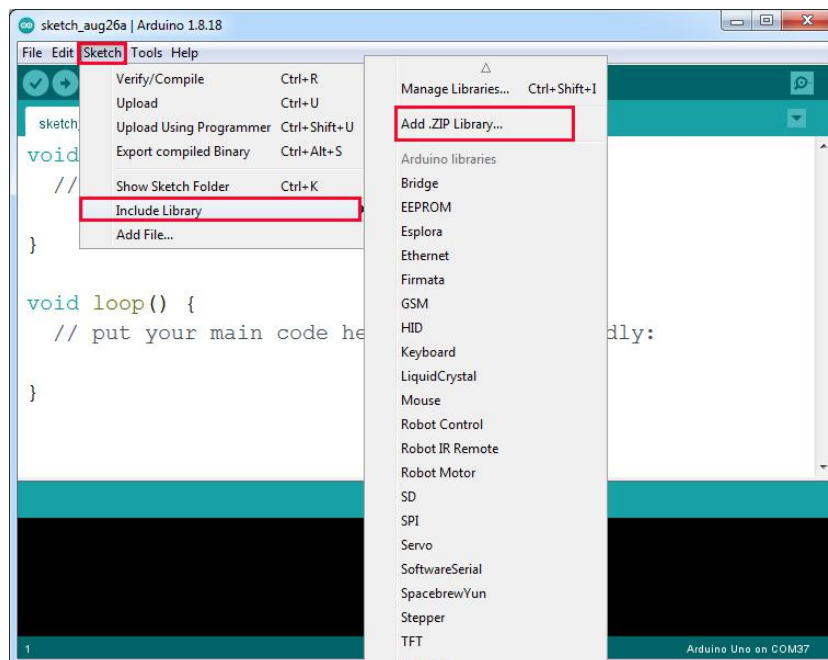 sketch_aug26a | Arduino 1.8.18
File Edit Sketch Tools Help
Verify/Compile Ctrl+R
Upload Ctrl+U
Upload Using Programmer Ctrl+Shift+U
Export compiled Binary Ctrl+Alt+S
Show Sketch Folder Ctrl+K
Include Library
Add File...
Manage Libraries... Ctrl+Shift+I
Add .ZIP Library...
Arduino libraries
Bridge
EEPROM
Esplora
Ethernet
Firmata
GSM
HID
Keyboard
LiquidCrystal
Mouse
Robot Control
Robot IR Remote
Robot Motor
SD
SPI
Servo
SoftwareSerial
SpacebrewYun
Stepper
TFT
sketch
void
//
}
void loop() {
// put your main code he dly:
}
1 Arduino Uno on COM37